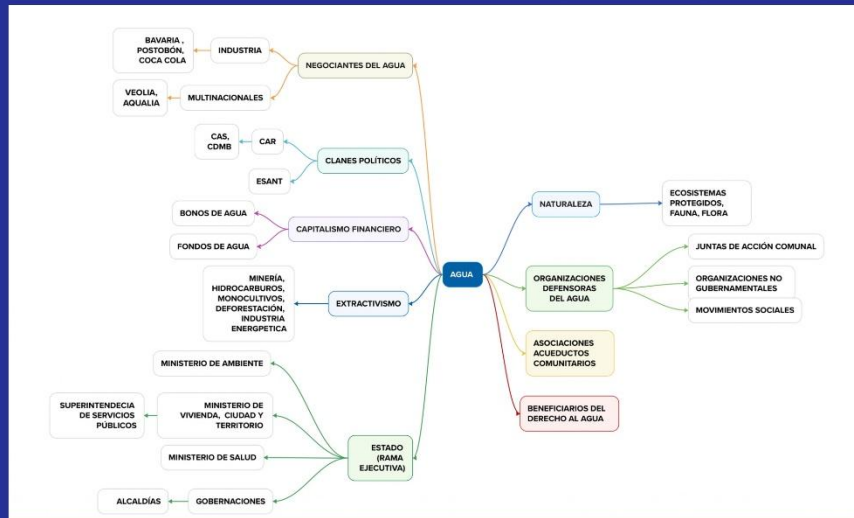 BAVARIA ,
POSTOBÓN,
COCA COLA
INDUSTRIA
NEGOCIANTES DEL AGUA
VEOLIA,
AQUALIA
MULTINACIONALES
CAS,
CDMB
CAR
CLANES POLÍTICOS
ESANT
BONOS DE AGUA
CAPITALISMO FINANCIERO
FONDOS DE AGUA
MINERÍA,
HIDROCARBUROS,
MONOCULTIVOS,
DEFORESTACIÓN,
INDUSTRIA
ENERGPETICA
EXTRACTIVISMO
MINISTERIO DE AMBIENTE
SUPERINTENDECIA
DE SERVICIOS
PÚBLICOS
MINISTERIO DE
VIVIENDA, CIUDAD Y
TERRITORIO
MINISTERIO DE SALUD
ESTADO
(RAMA
EJECUTIVA)
ALCALDÍAS
GOBERNACIONES
AGUA
NATURALEZA
ECOSISTEMAS
PROTEGIDOS,
FAUNA, FLORA
ORGANIZACIONES
DEFENSORAS
DEL AGUA
JUNTAS DE ACCIÓN COMUNAL
ORGANIZACIONES NO
GUBERNAMENTALES
MOVIMIENTOS SOCIALES
ASOCIACIONES
ACUEDUCTOS
COMUNITARIOS
BENEFICIARIOS DEL
DERECHO AL AGUA